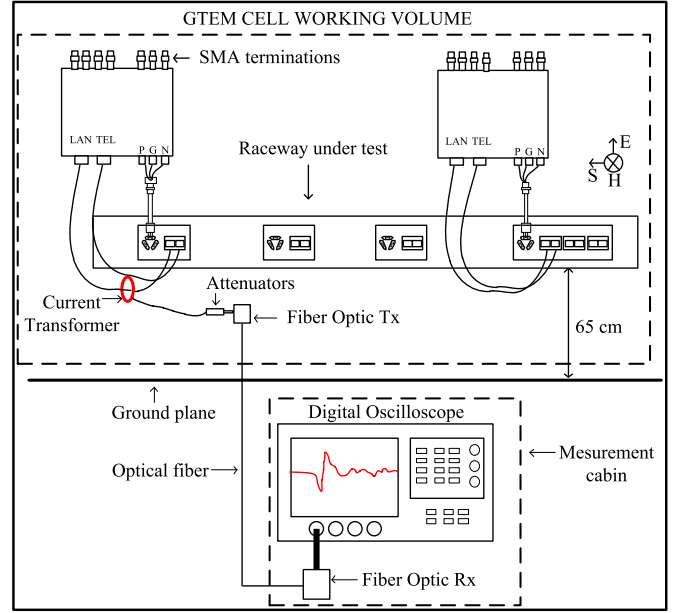 GTEM CELL WORKING VOLUME
SMA terminations
LAN TEL
P G N
LAN TEL
P G N
Raceway under test
E
S
H
Attenuators
Current
Transformer
Fiber Optic Tx
65 cm
Ground plane
Digital Oscilloscope
Optical fiber
Mesurement
cabin
Fiber Optic Rx